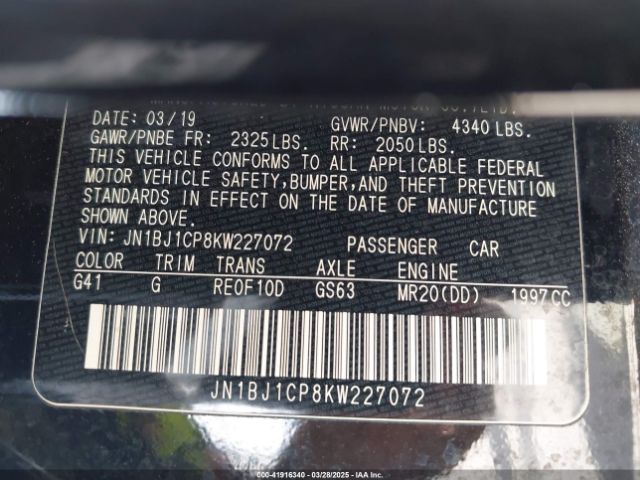 DATE: 03/19 GVWR/PNBV: 4340 LBS.
GAWR/PNBE FR: 2325 LBS. RR: 2050 LBS.
THIS VEHICLE CONFORMS TO ALL APPLICABLE FEDERAL
MOTOR VEHICLE SAFETY, BUMPER, AND THEFT PREVENTION
STANDARDS IN EFFECT ON THE DATE OF MANUFACTURE
SHOWN ABOVE.
VIN: JN1BJ1CP8KW227072 PASSENGER CAR
COLOR TRIM TRANS AXLE ENGINE
G41 G REOF10D GS63 MR20(DD) 1997CC
JN1BJ1CP8KW227072
000-41916340 - 03/28/2025 - IAA Inc.